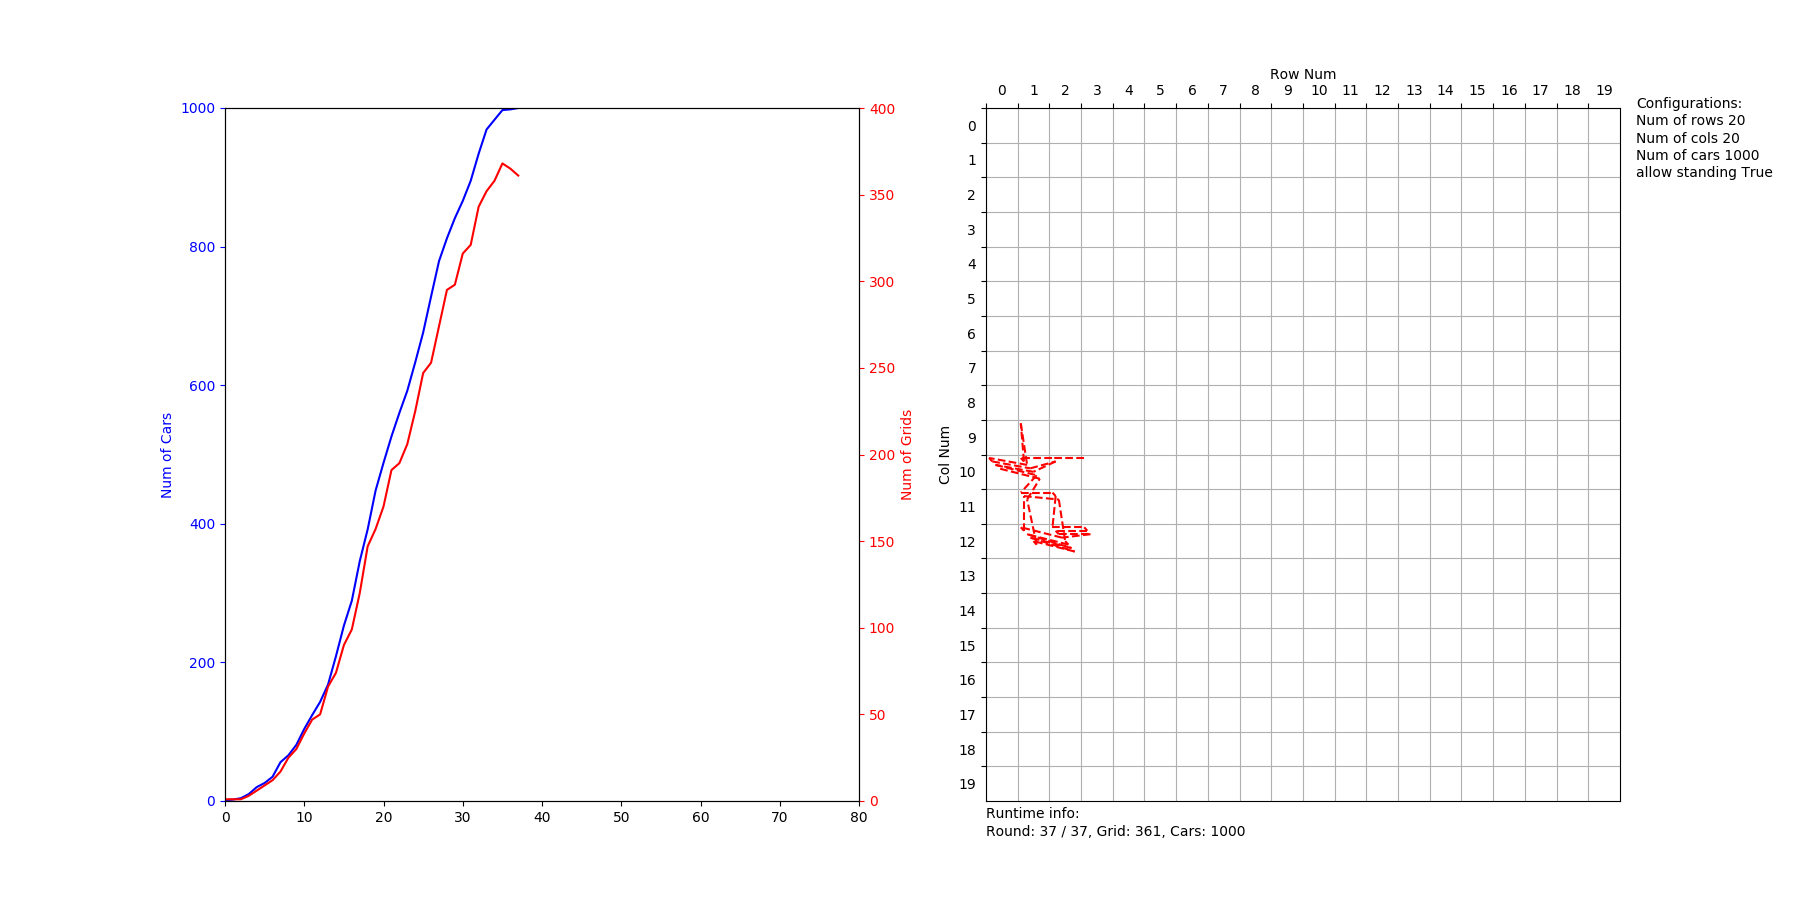 1000
800
600
400
200
0
Num of Cars
0 10 20 30 40 50 60 70 80
400
350
300
250
200
150
100
50
0
Num of Grids
Row Num
0 1 2 3 4 5 6 7 8 9 10 11 12 13 14 15 16 17 18 19
Col Num
0
1
2
3
4
5
6
7
8
9
10
11
12
13
14
15
16
17
18
19
Configurations:
Num of rows 20
Num of cols 20
Num of cars 1000
allow standing True
Runtime info:
Round: 37 / 37, Grid: 361, Cars: 1000